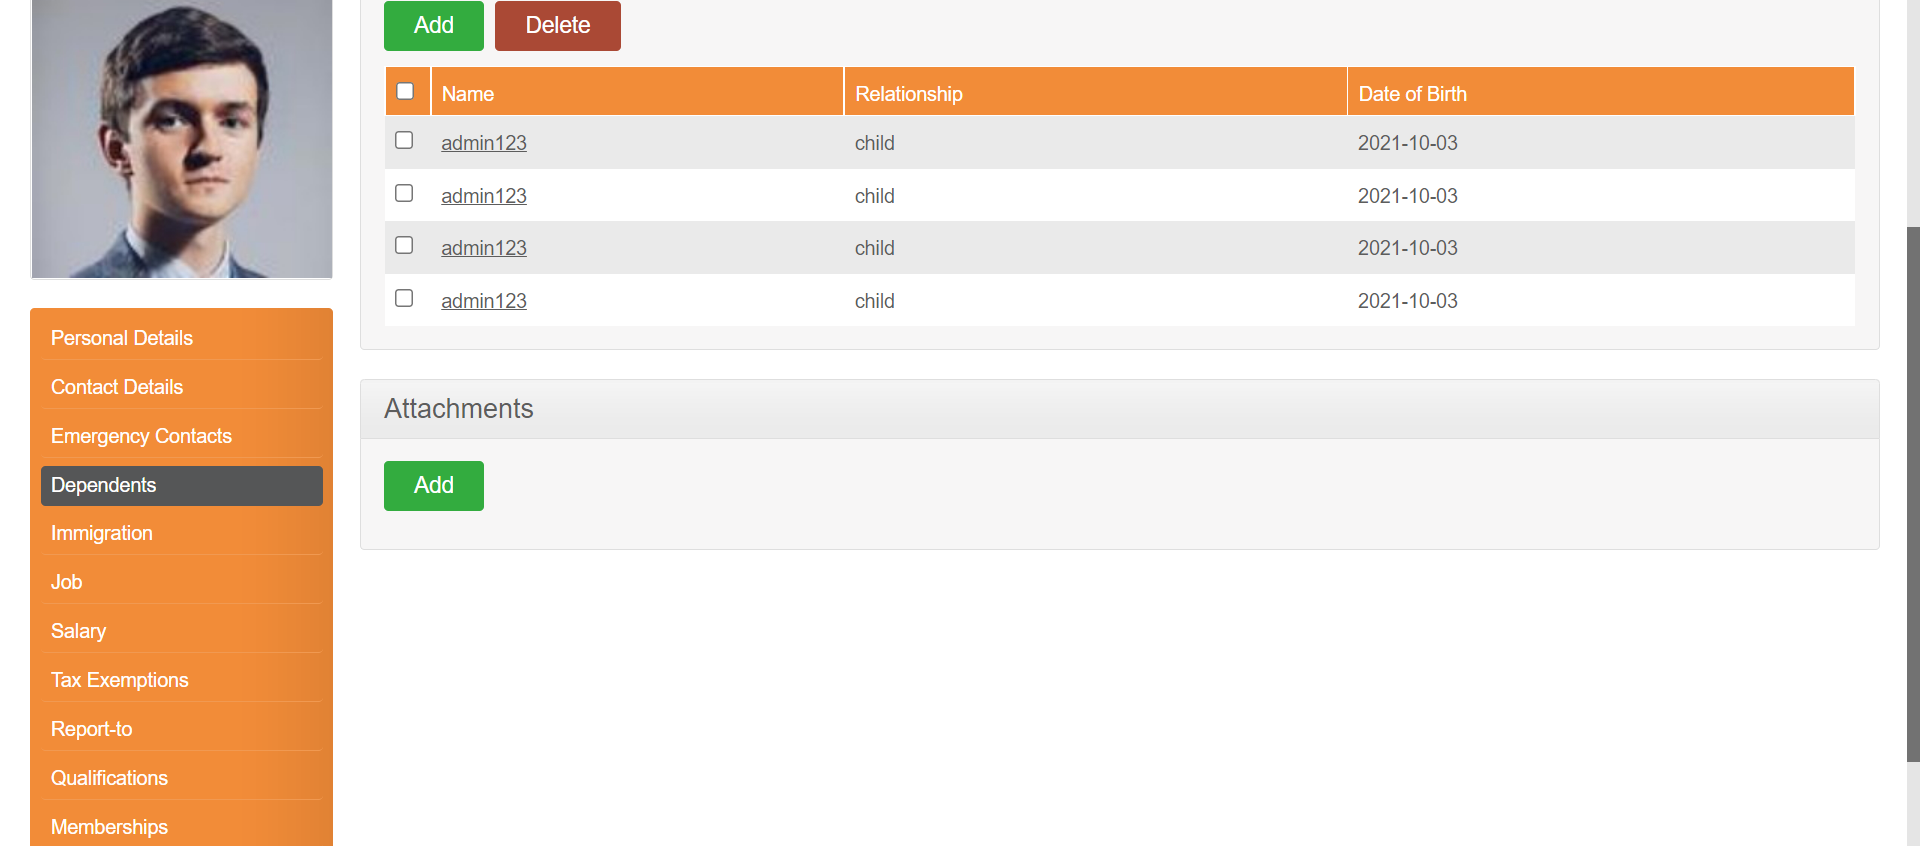 Add Delete
Name Relationship Date of Birth
admin123 child 2021-10-03
admin123 child 2021-10-03
admin123 child 2021-10-03
admin123 child 2021-10-03
Attachments
Add
Personal Details
Contact Details
Emergency Contacts
Dependents
Immigration
Job
Salary
Tax Exemptions
Report-to
Qualifications
Memberships